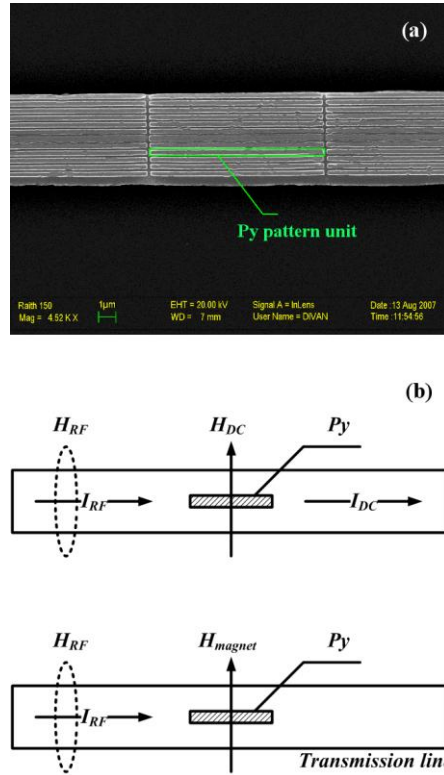 (a)
Py pattern unit
Raith 150
Mag = 4.52 K X
1µm
EHT = 20.00 kV
WD = 7 mm
Signal A = InLens
User Name = DIVAN
Date :13 Aug 2007
Time :11:54:56
(b)
H_RF
H_DC
Py
I_RF
I_DC
H_RF
H_magnet
Py
I_RF
Transmission lin